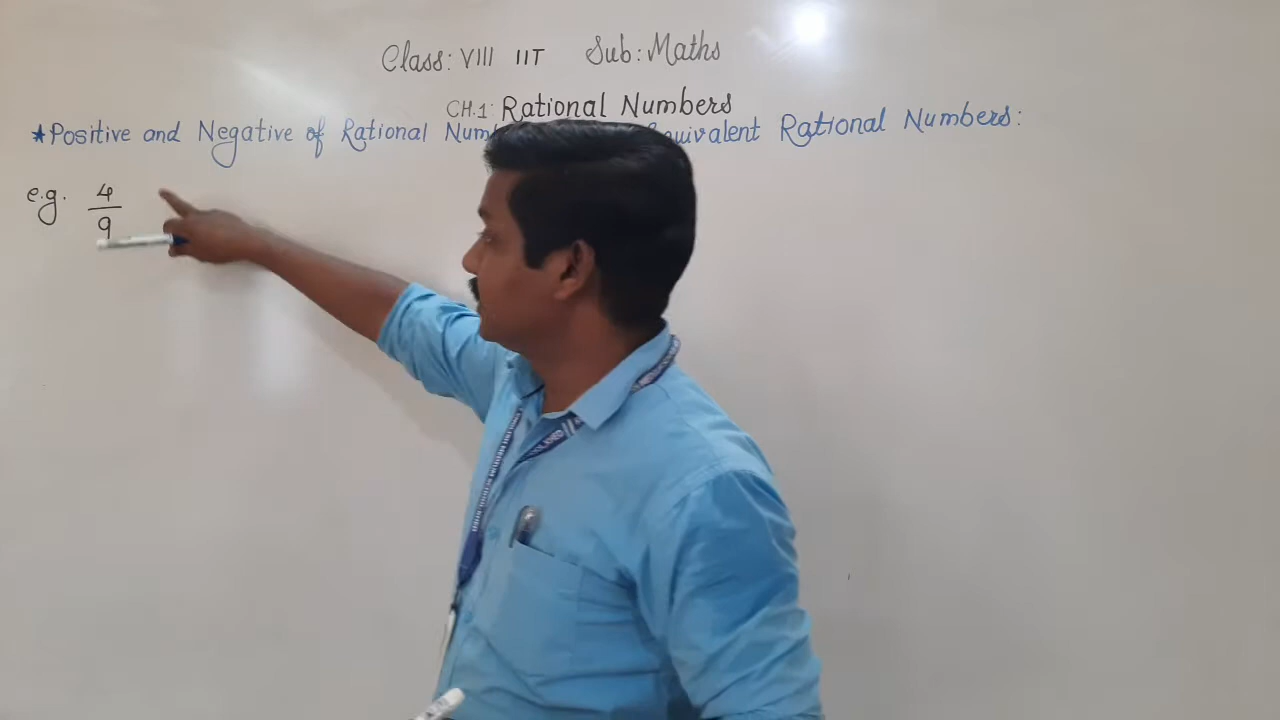 Class: VIII IIT Sub: Maths
CH.1: Rational Numbers
★Positive and Negative of Rational Rational Numbers:
e.g. 4
9